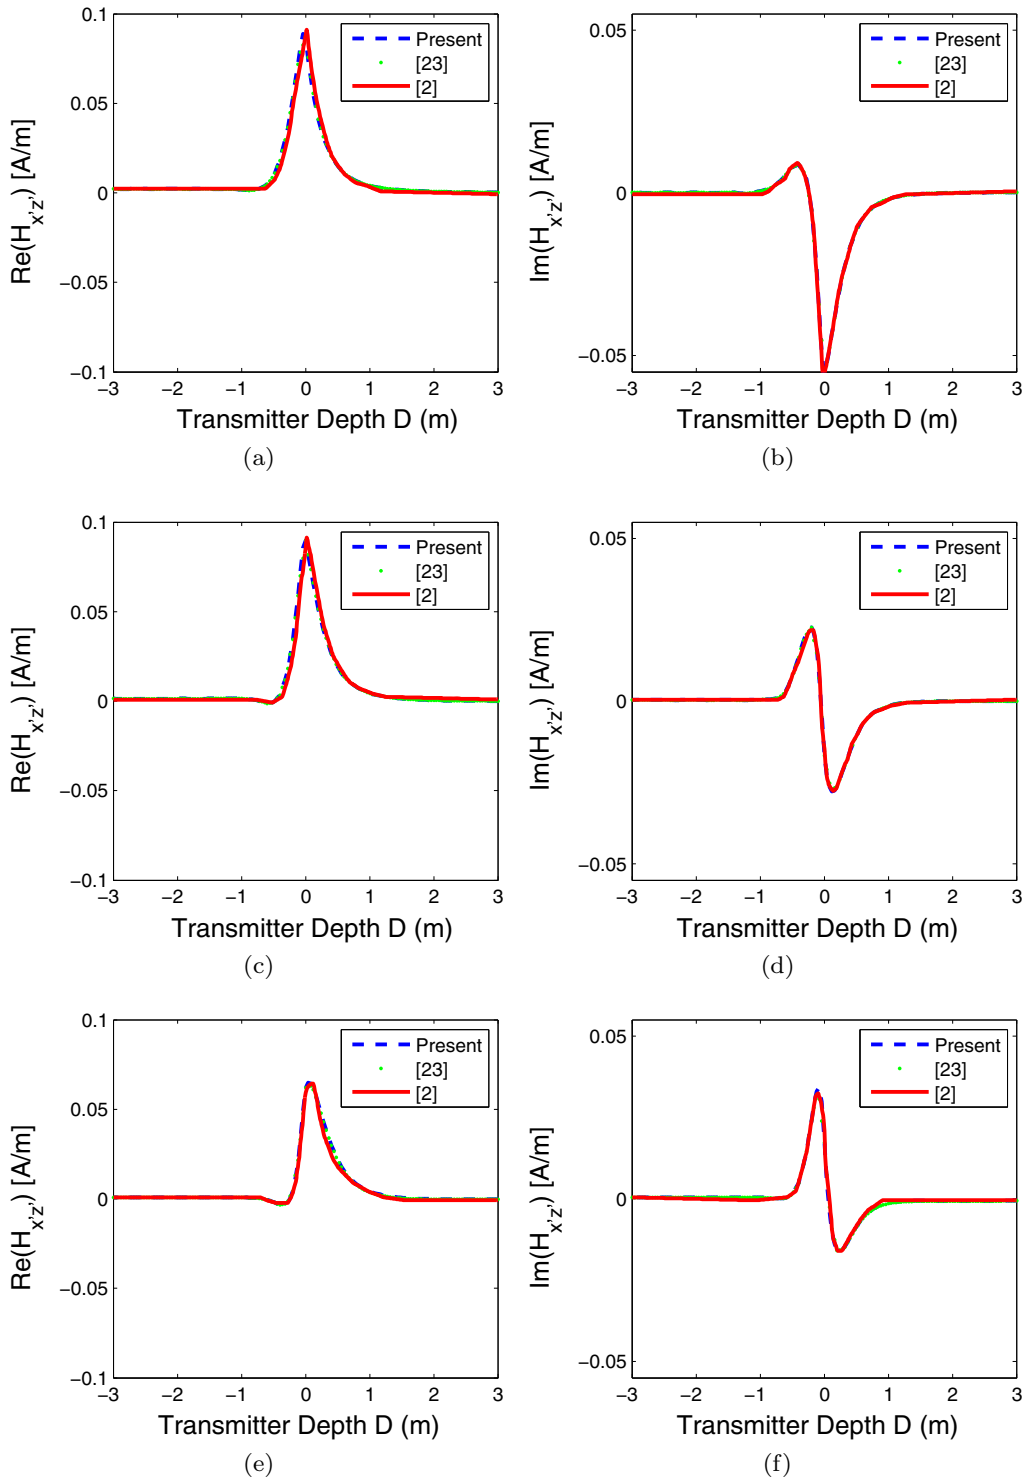 0.1
0.05
0
−0.05
−0.1
Re(H_x'z') [A/m]
Present
[23]
[2]
−3 −2 −1 0 1 2 3
Transmitter Depth D (m)
(a)
0.05
0
−0.05
Im(H_x'z') [A/m]
Present
[23]
[2]
−3 −2 −1 0 1 2 3
Transmitter Depth D (m)
(b)
0.1
0.05
0
−0.05
−0.1
Re(H_x'z') [A/m]
Present
[23]
[2]
−3 −2 −1 0 1 2 3
Transmitter Depth D (m)
(c)
0.05
0
−0.05
Im(H_x'z') [A/m]
Present
[23]
[2]
−3 −2 −1 0 1 2 3
Transmitter Depth D (m)
(d)
0.1
0.05
0
−0.05
−0.1
Re(H_x'z') [A/m]
Present
[23]
[2]
−3 −2 −1 0 1 2 3
Transmitter Depth D (m)
(e)
0.05
0
−0.05
Im(H_x'z') [A/m]
Present
[23]
[2]
−3 −2 −1 0 1 2 3
Transmitter Depth D (m)
(f)